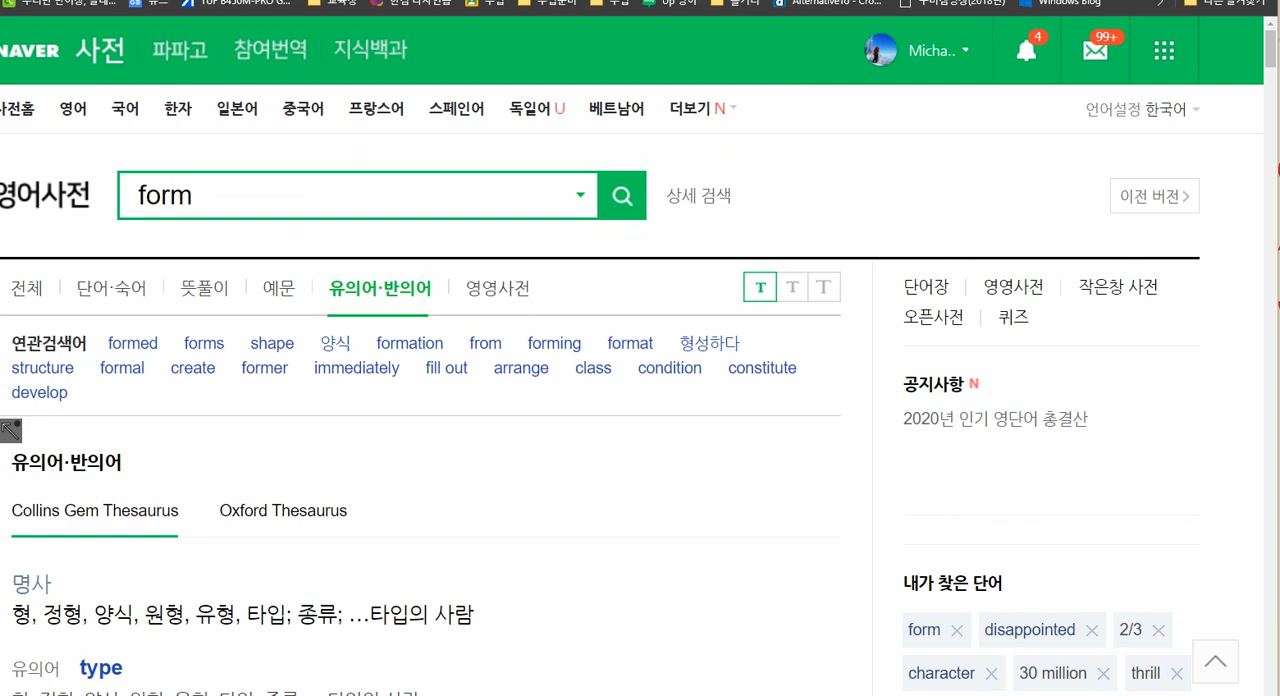 NAVER 사전 파파고 참여번역 지식백과 Micha.. 4 99+
영어 국어 한자 일본어 중국어 프랑스어 스페인어 독일어 U 베트남어 더보기 N 언어설정 한국어
영어사전 form 상세 검색 이전 버전
전체 단어·숙어 뜻풀이 예문 유의어·반의어 영영사전 T T T
연관검색어 formed forms shape 양식 formation from forming format 형성하다
structure formal create former immediately fill out arrange class condition constitute
develop
유의어·반의어
Collins Gem Thesaurus Oxford Thesaurus
명사
형, 정형, 양식, 원형, 유형, 타입; 종류; …타입의 사람
유의어 type
단어장 영영사전 작은창 사전
오픈사전 퀴즈
공지사항 N
2020년 인기 영단어 총결산
내가 찾은 단어
form disappointed 2/3
character 30 million thrill